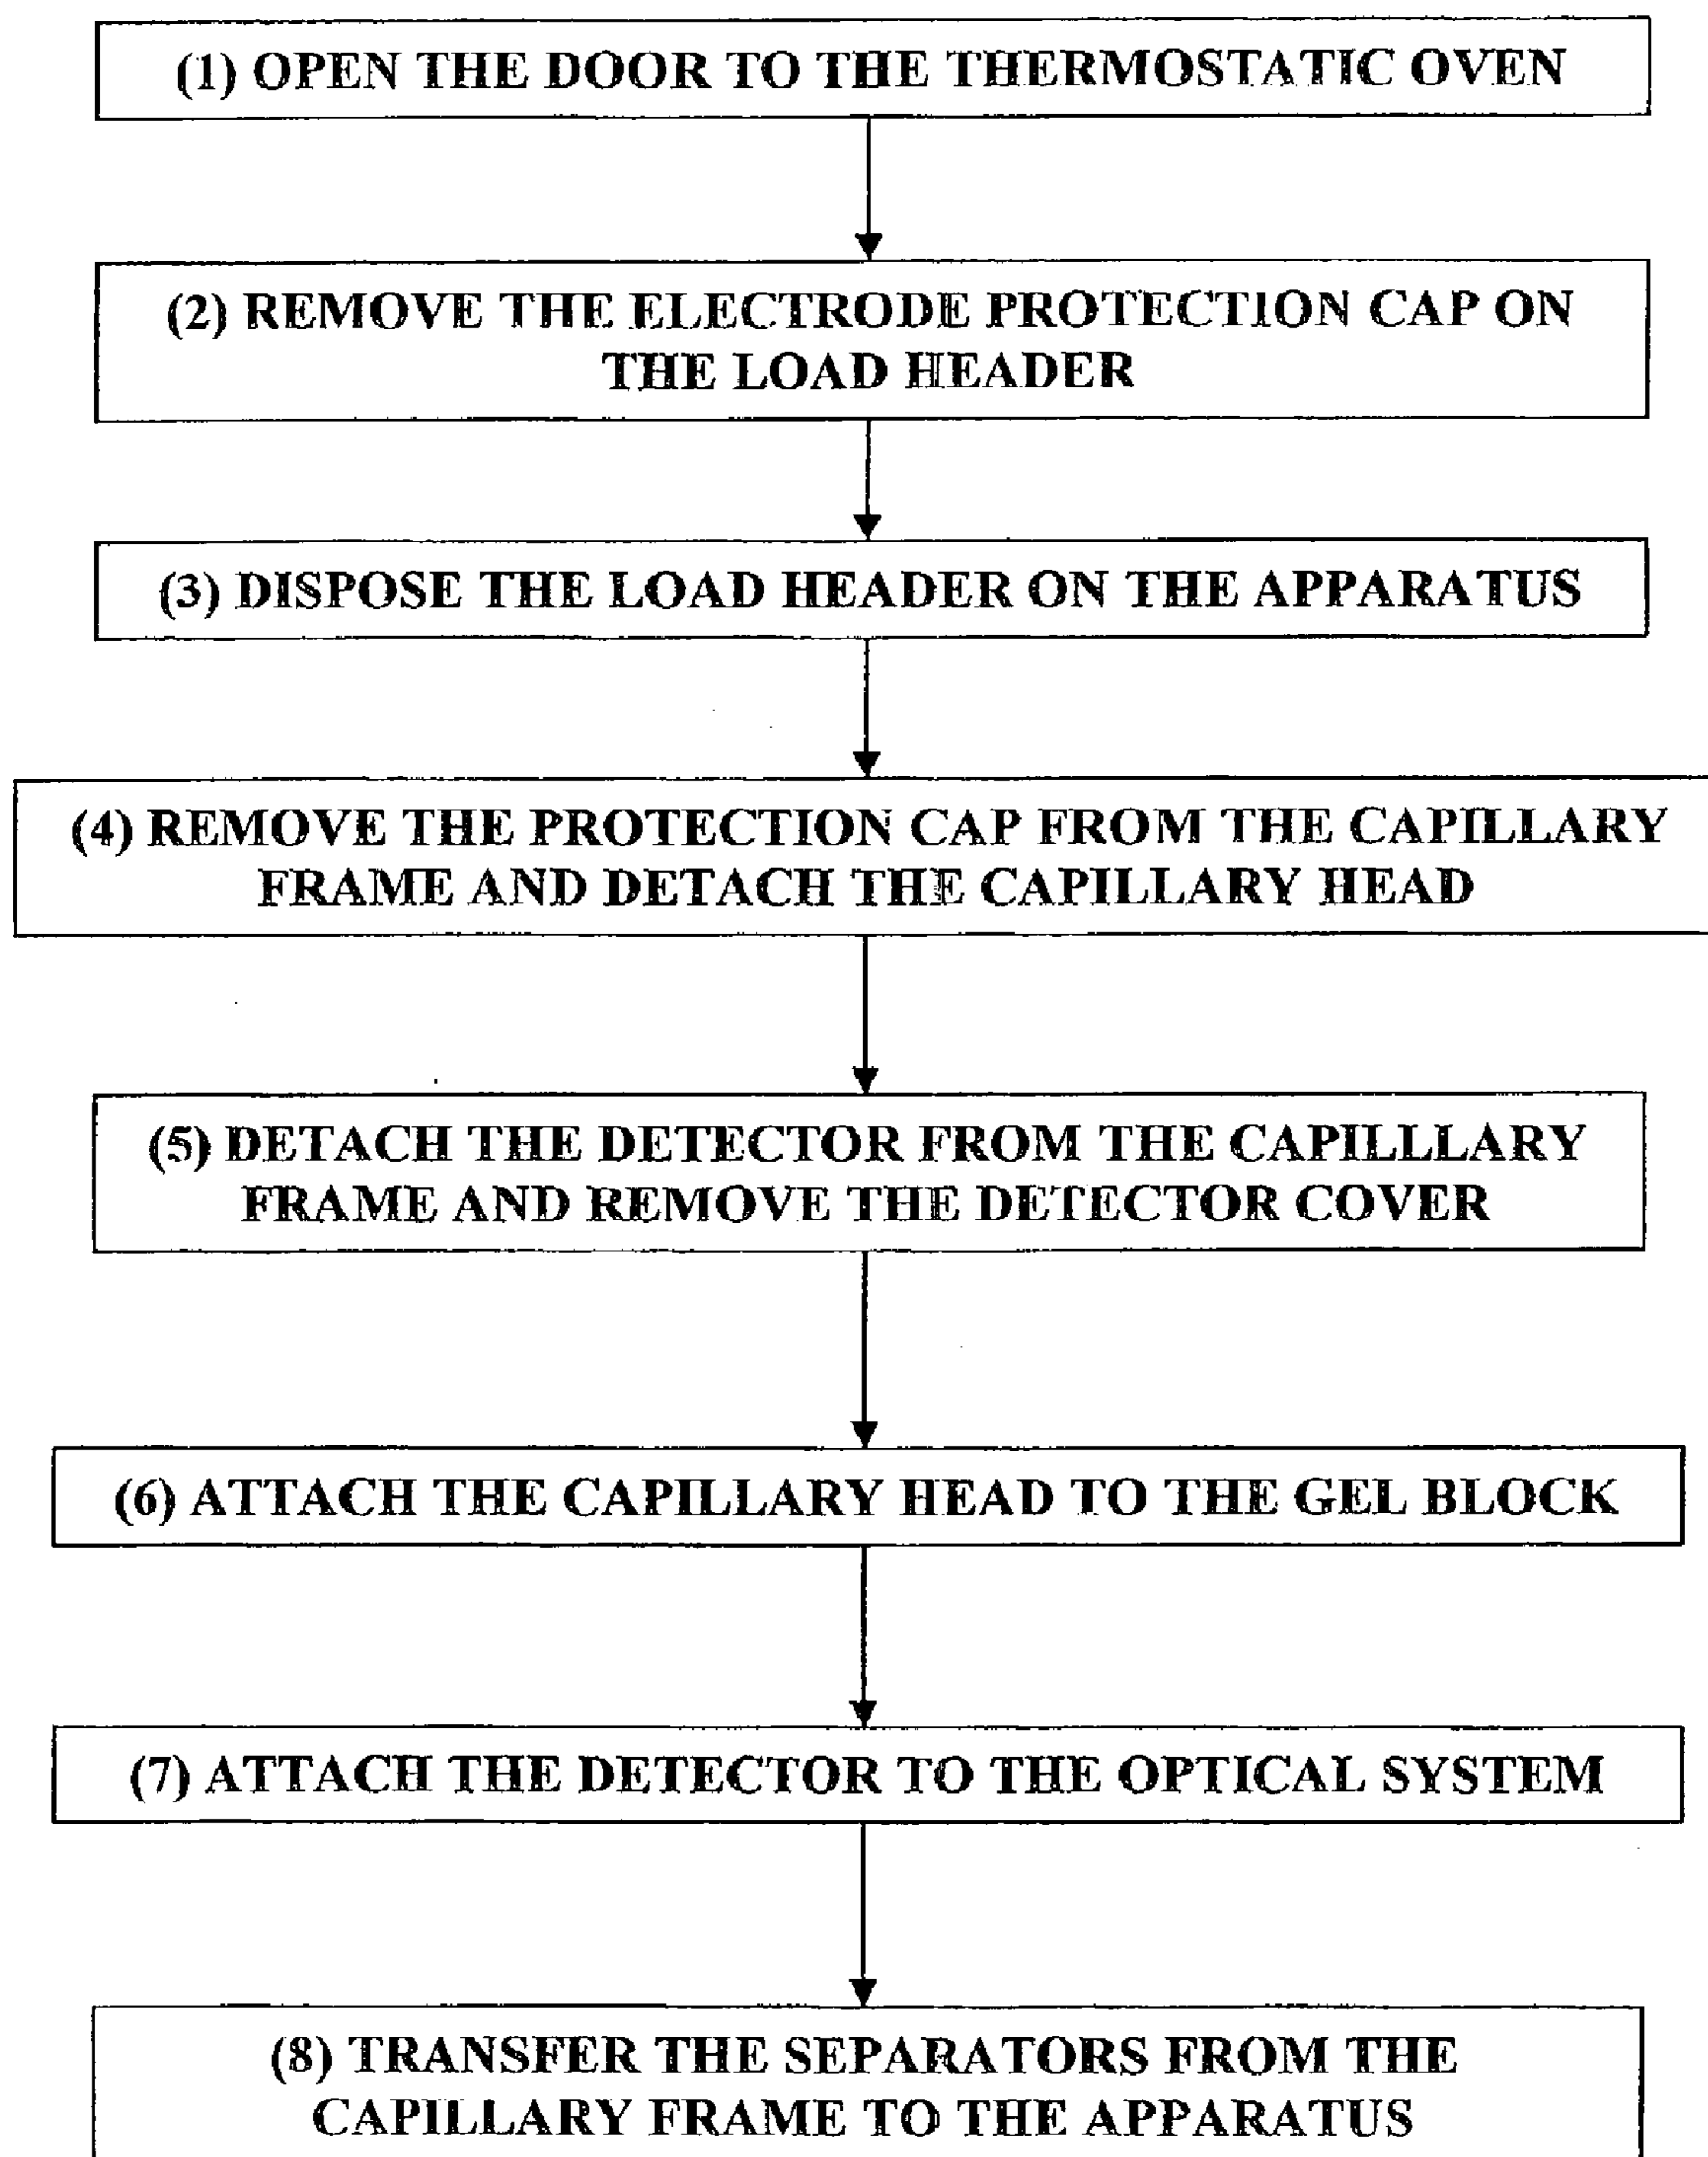 (1) OPEN THE DOOR TO THE THERMOSTATIC OVEN
(2) REMOVE THE ELECTRODE PROTECTION CAP ON
THE LOAD HEADER
(3) DISPOSE THE LOAD HEADER ON THE APPARATUS
(4) REMOVE THE PROTECTION CAP FROM THE CAPILLARY
FRAME AND DETACH THE CAPILLARY HEAD
(5) DETACH THE DETECTOR FROM THE CAPILLLARY
FRAME AND REMOVE THE DETECTOR COVER
(6) ATTACH THE CAPILLARY HEAD TO THE GEL BLOCK
(7) ATTACH THE DETECTOR TO THE OPTICAL SYSTEM
(8) TRANSFER THE SEPARATORS FROM THE
CAPILLARY FRAME TO THE APPARATUS